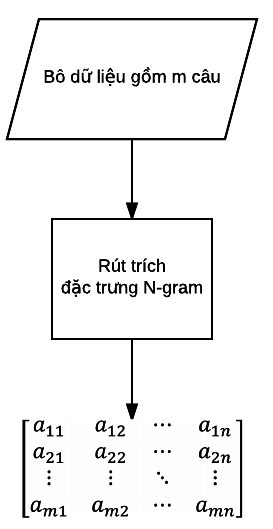 Bô dữ liệu gồm m câu
Rút trích
đặc trưng N-gram
a11 a12 ⋯ a1n
a21 a22 ⋯ a2n
⋮ ⋮ ⋱ ⋮
am1 am2 ⋯ amn